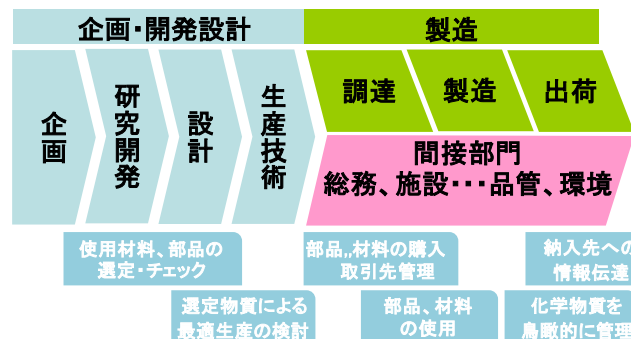 企画・開発設計
製造
企画
研究開発
設計
生産技術
調達
製造
出荷
間接部門
総務、施設・・・品管、環境
使用材料、部品の
選定・チェック
部品,,材料の購入
取引先管理
納入先への
情報伝達
選定物質による
最適生産の検討
部品、材料
の使用
化学物質を
鳥瞰的に管理